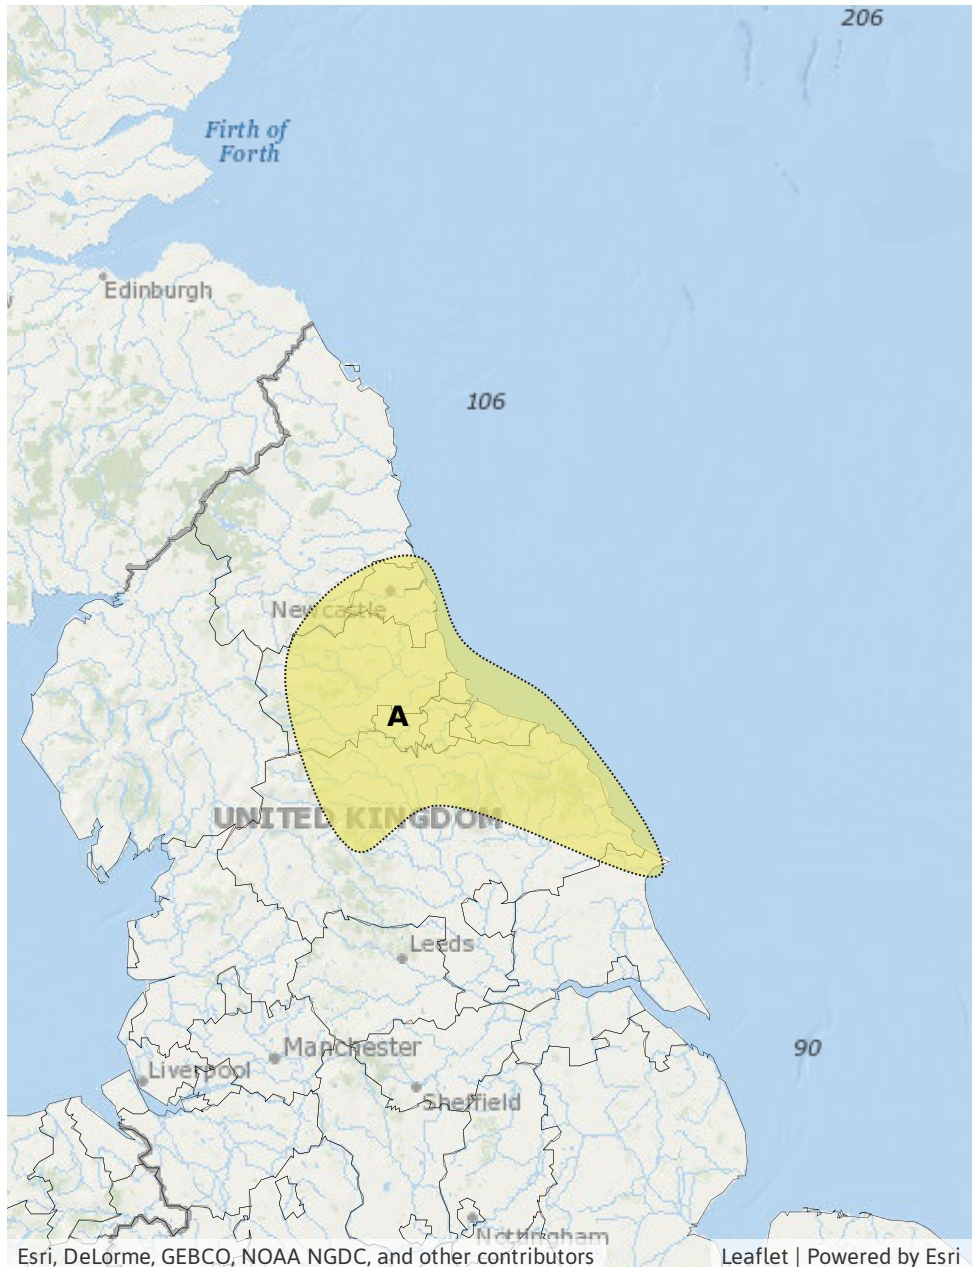 206
Firth of
Forth
Edinburgh
106
Newcastle
A
UNITED KINGDOM
Leeds
Manchester
90
Liverpool
Sheffield
Nottingham
Esri, DeLorme, GEBCO, NOAA NGDC, and other contributors
Leaflet | Powered by Esri